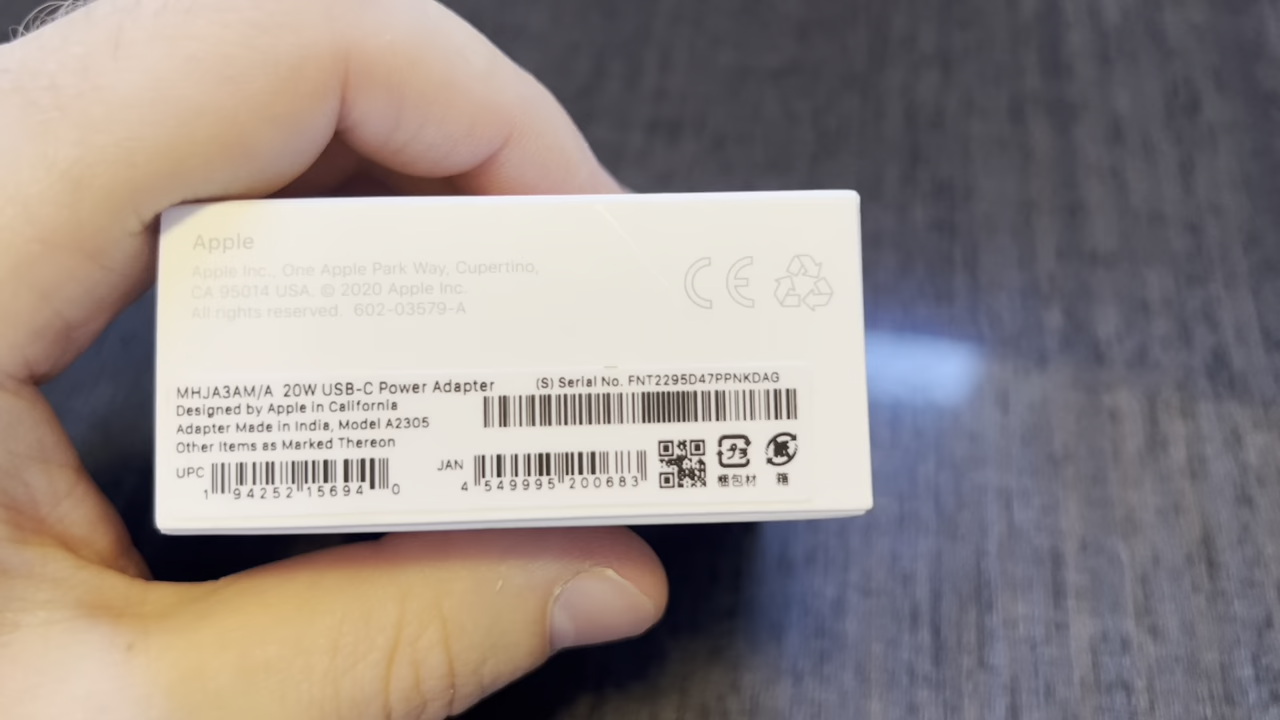 Apple
Apple Inc., One Apple Park Way, Cupertino,
CA 95014 USA. © 2020 Apple Inc.
All rights reserved. 602-03579-A
CE
MHJA3AM/A 20W USB-C Power Adapter
Designed by Apple in California
Adapter Made in India, Model A2305
Other Items as Marked Thereon
(S) Serial No. FNT2295D47PPNKDAG
UPC
1 94252 15694 0
JAN
4 549995 200683
プラ
紙
梱包材
箱